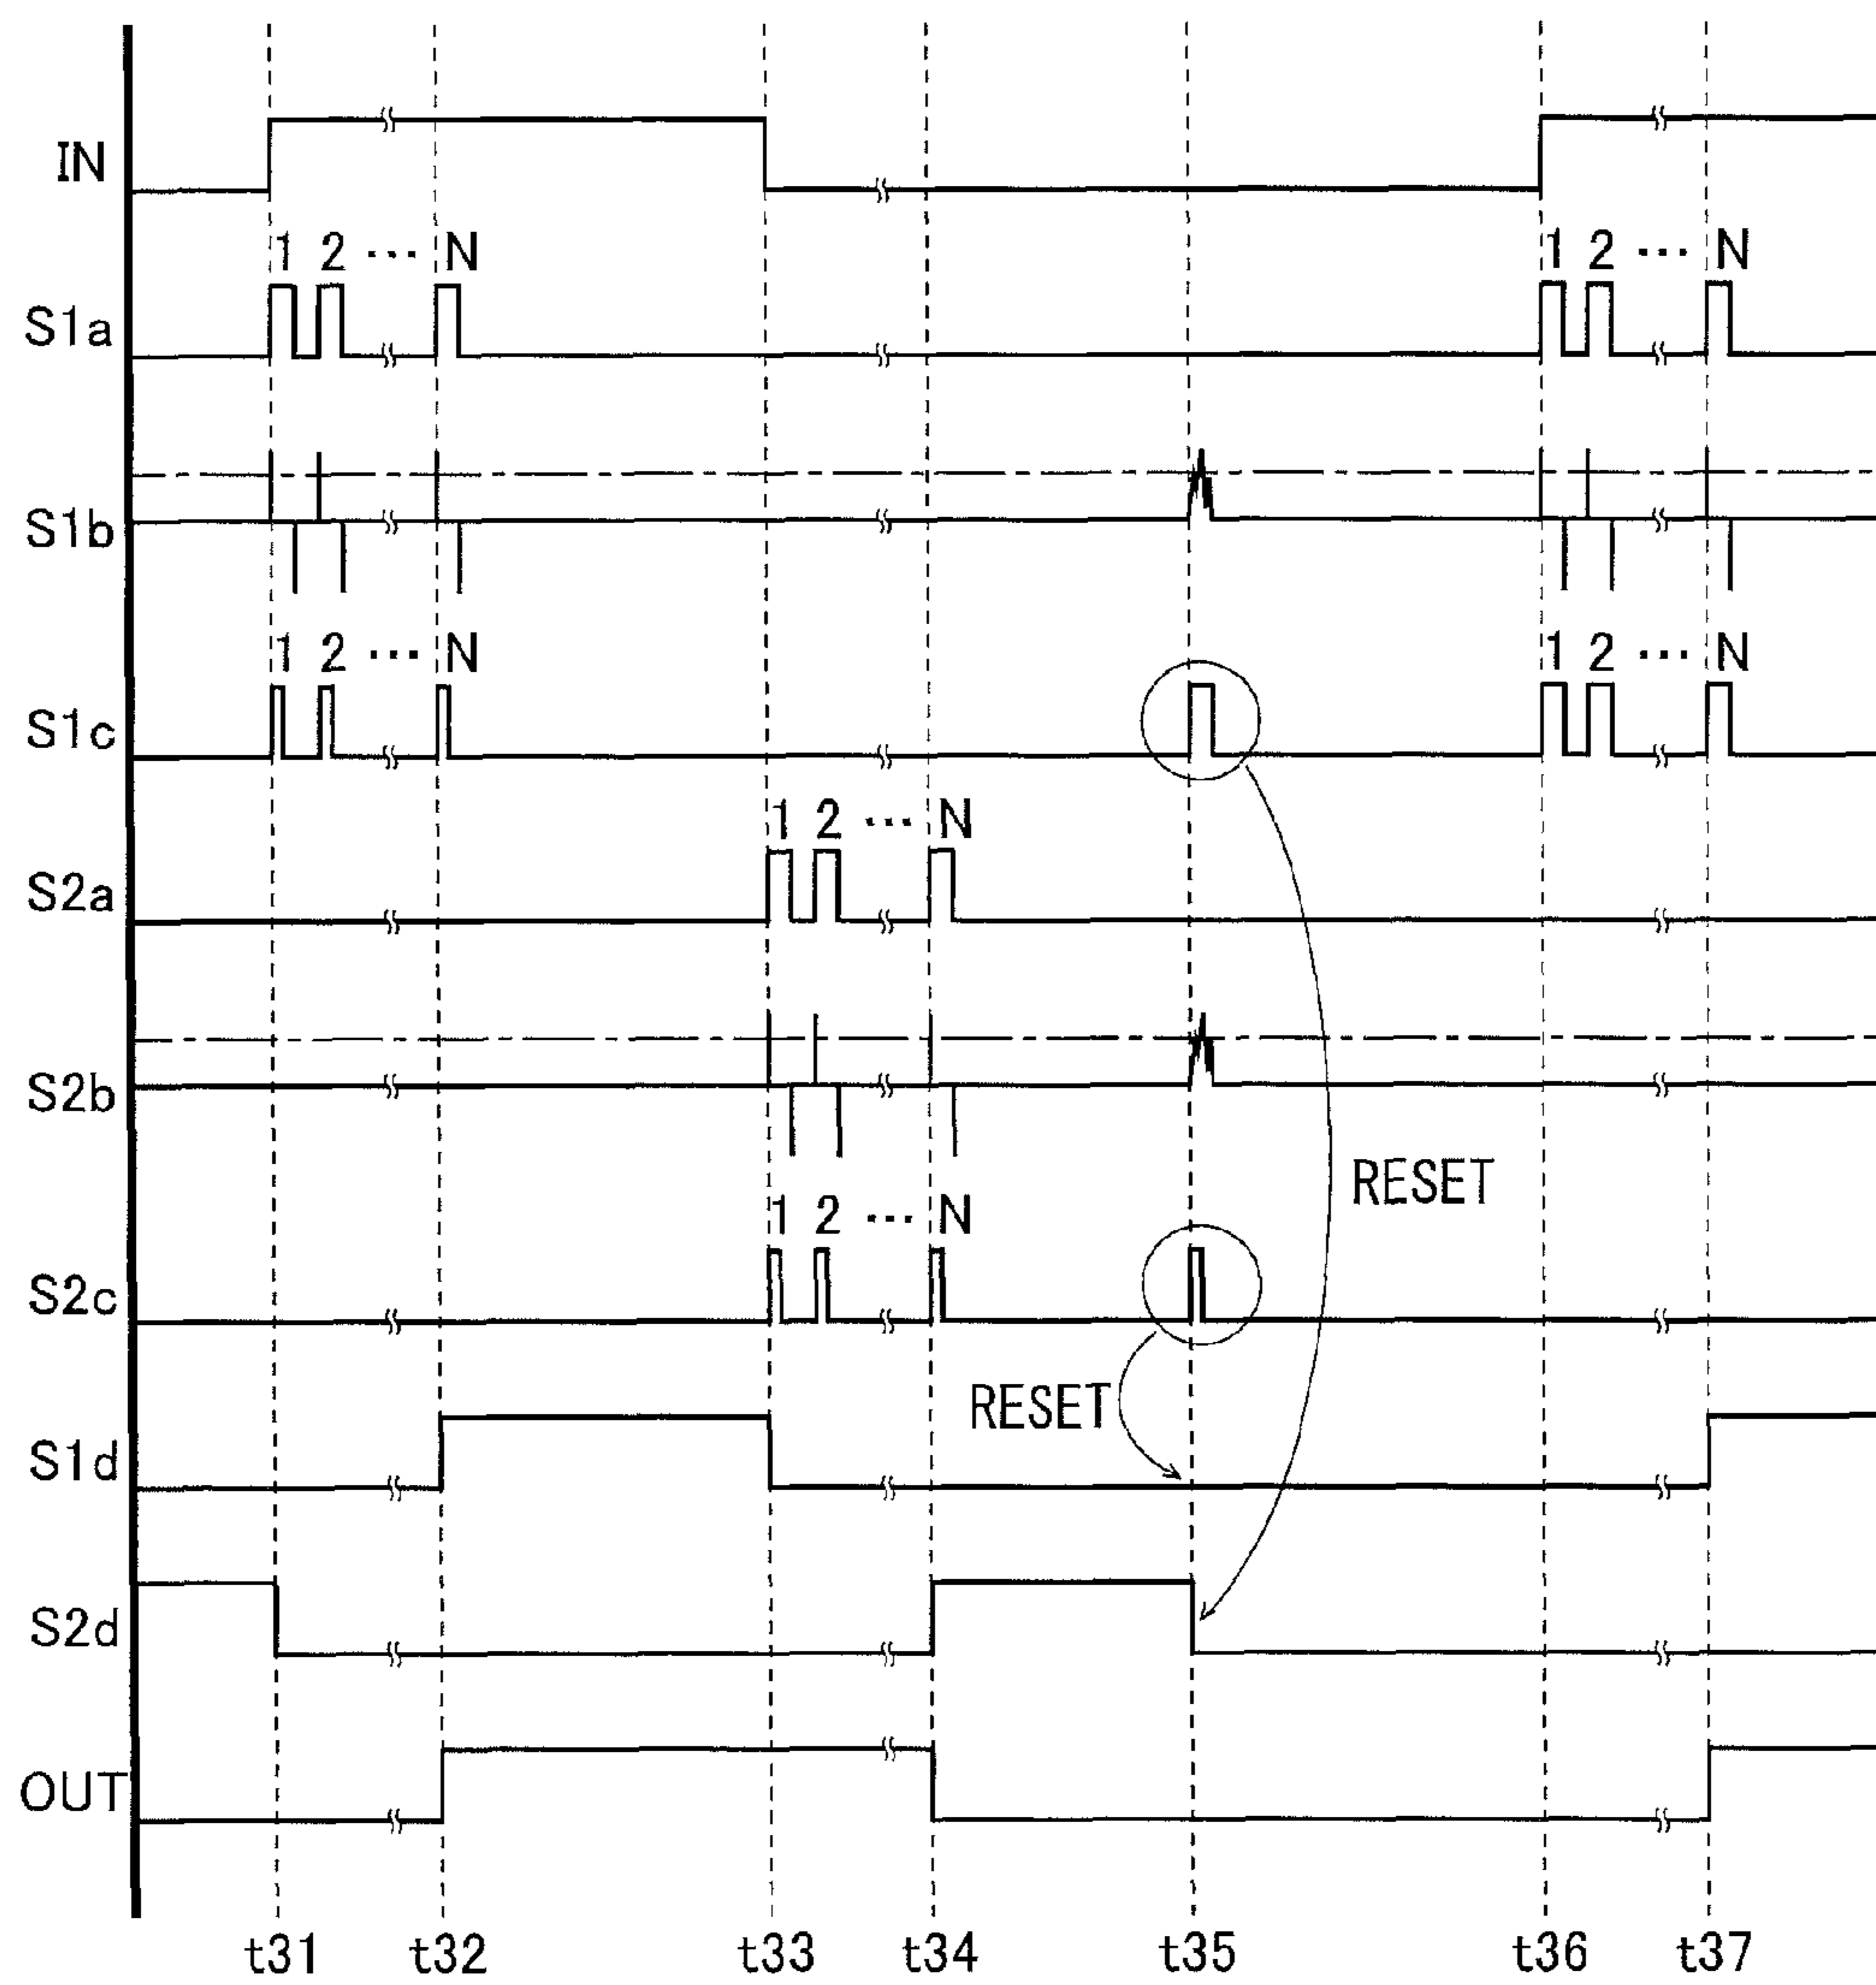 IN
1 2 ... N
1 2 ... N
S1a
S1b
1 2 ... N
1 2 ... N
S1c
1 2 ... N
S2a
S2b
RESET
1 2 ... N
S2c
RESET
S1d
S2d
OUT
t31 t32 t33 t34 t35 t36 t37